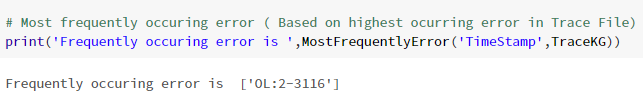 # Most frequently occuring error ( Based on highest ocurring error in Trace File)
print('Frequently occuring error is ',MostFrequentlyError('TimeStamp',TraceKG))
Frequently occuring error is  ['OL:2-3116']